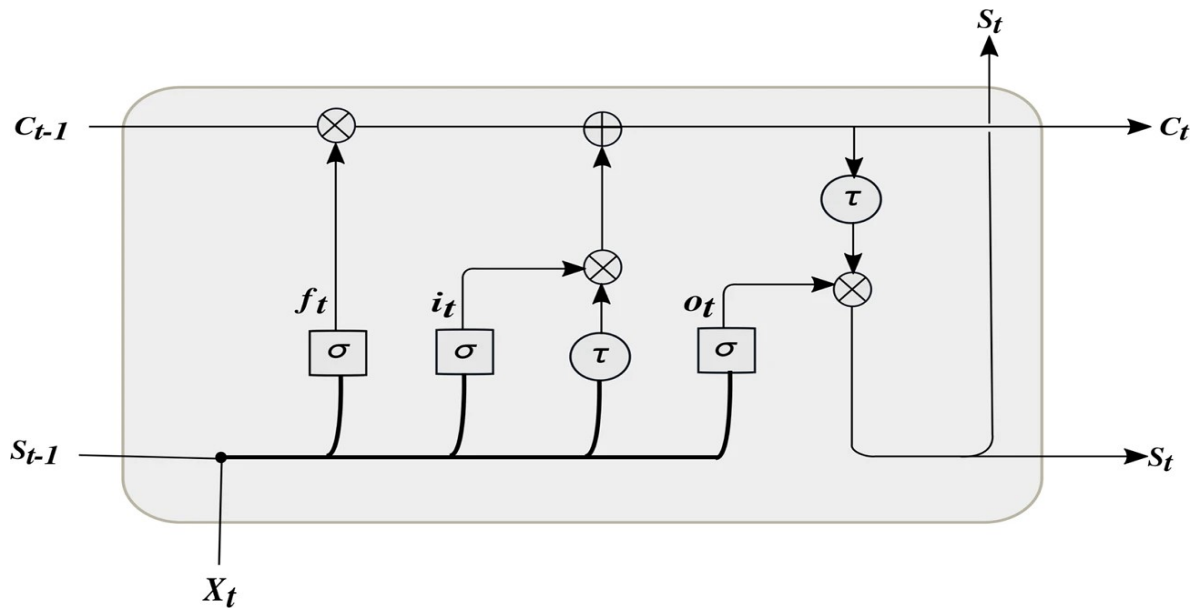 S_t
C_{t-1}
C_t
τ
f_t
i_t
o_t
σ
σ
τ
σ
S_{t-1}
S_t
X_t